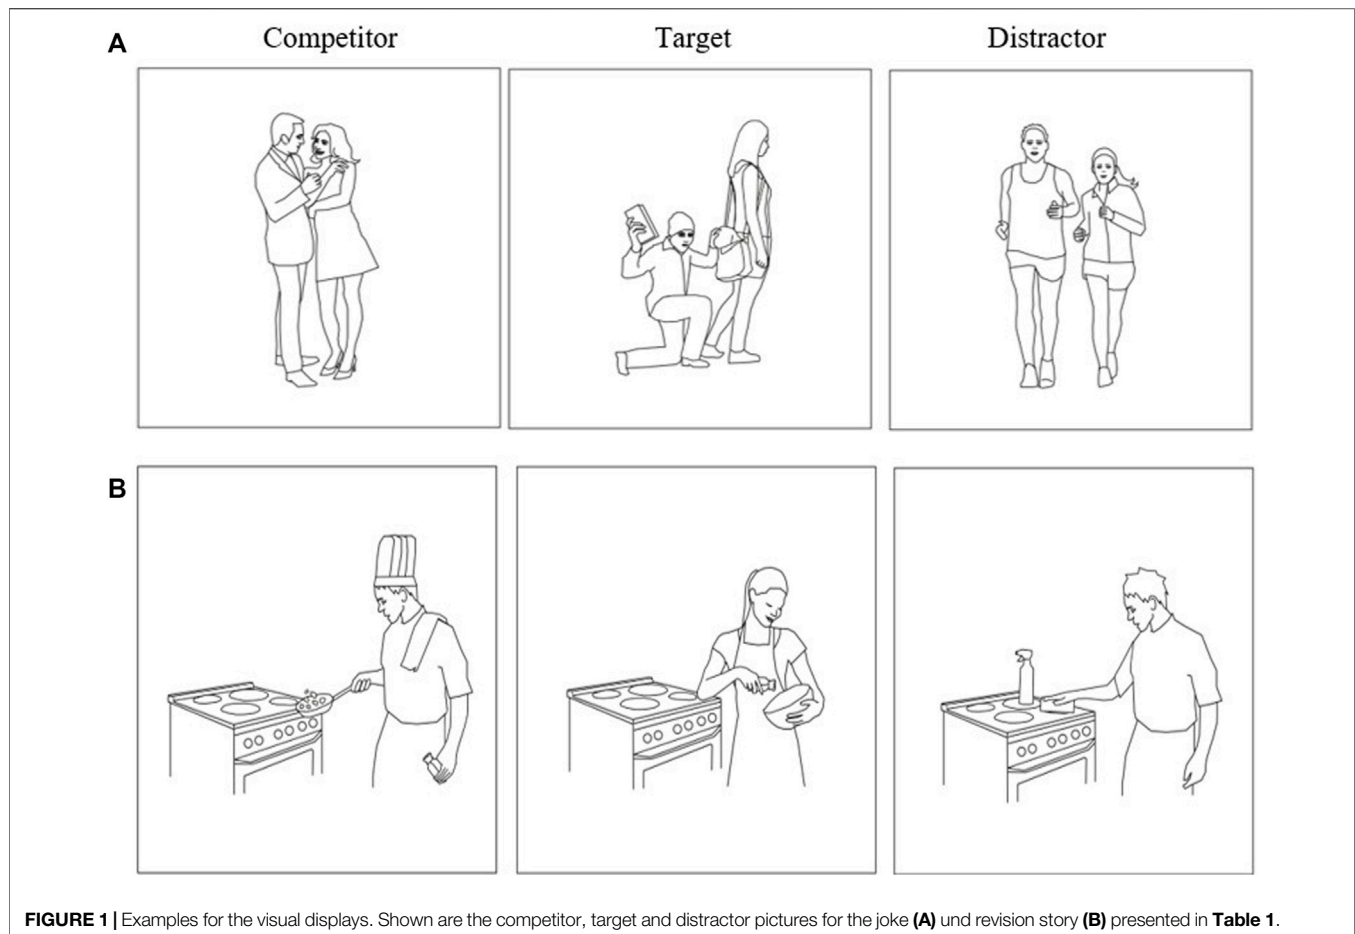 A
Competitor
Target
Distractor
B
FIGURE 1 | Examples for the visual displays. Shown are the competitor, target and distractor pictures for the joke (A) und revision story (B) presented in Table 1.